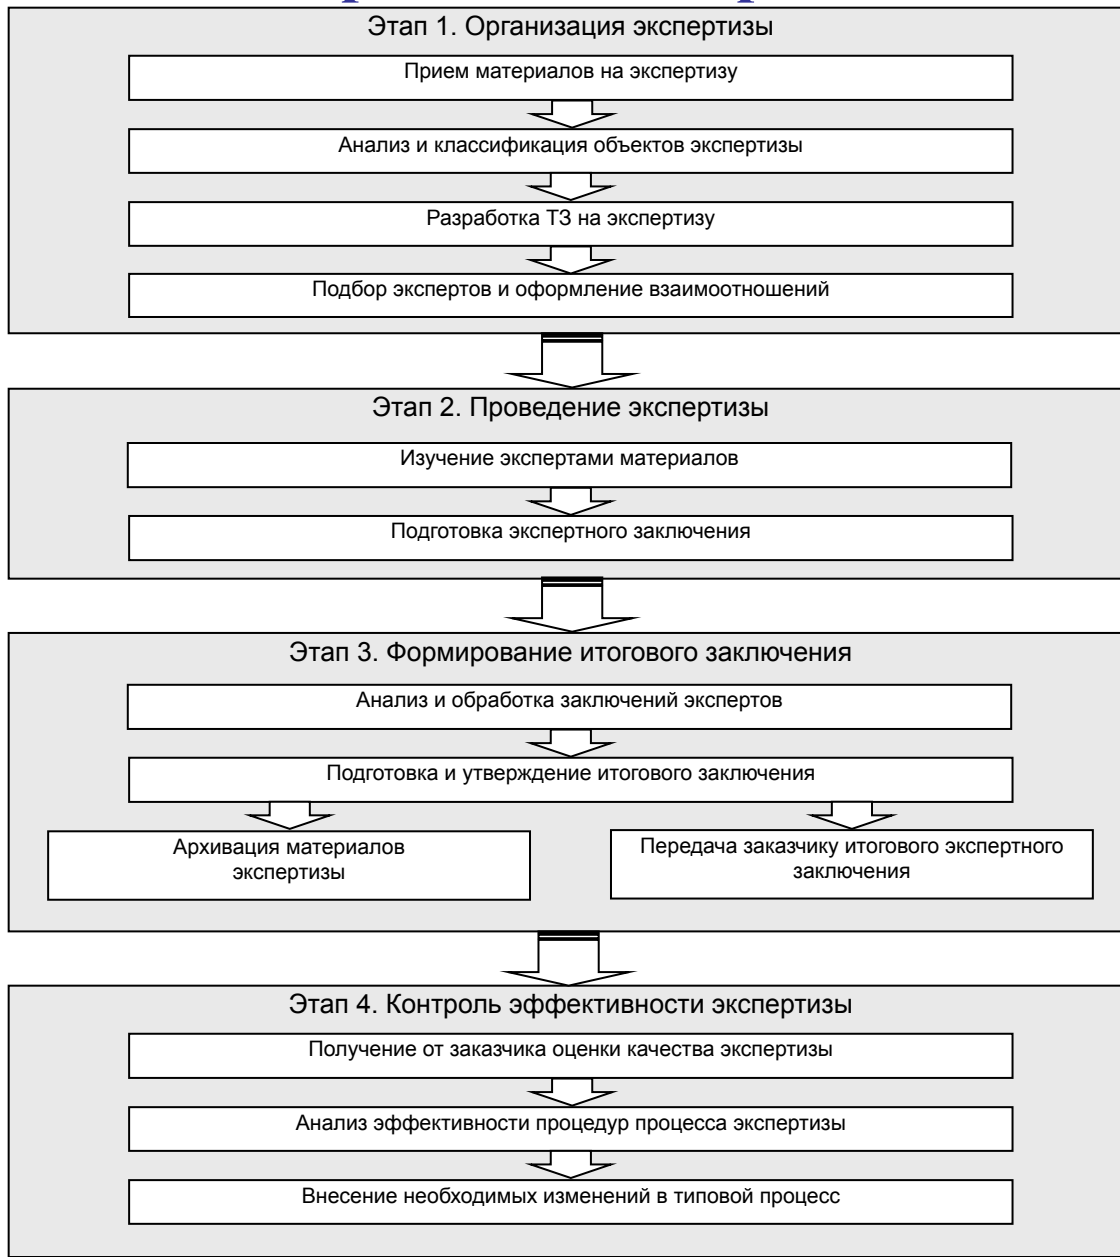 Этап 1. Организация экспертизы
Прием материалов на экспертизу
Анализ и классификация объектов экспертизы
Разработка ТЗ на экспертизу
Подбор экспертов и оформление взаимоотношений
Этап 2. Проведение экспертизы
Изучение экспертами материалов
Подготовка экспертного заключения
Этап 3. Формирование итогового заключения
Анализ и обработка заключений экспертов
Подготовка и утверждение итогового заключения
Архивация материалов
экспертизы
Передача заказчику итогового экспертного
заключения
Этап 4. Контроль эффективности экспертизы
Получение от заказчика оценки качества экспертизы
Анализ эффективности процедур процесса экспертизы
Внесение необходимых изменений в типовой процесс